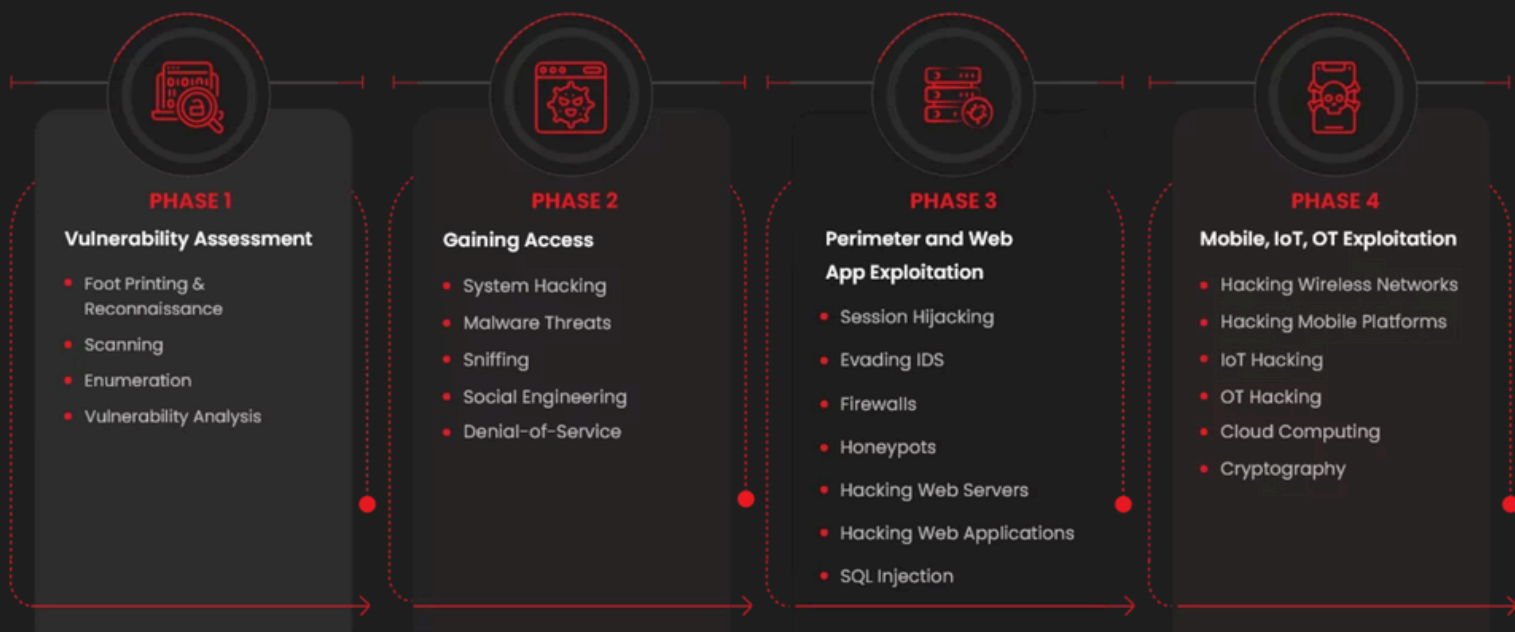 PHASE 1
Vulnerability Assessment
Foot Printing &
Reconnaissance
Scanning
Enumeration
Vulnerability Analysis
PHASE 2
Gaining Access
System Hacking
Malware Threats
Sniffing
Social Engineering
Denial-of-Service
PHASE 3
Perimeter and Web
App Exploitation
Session Hijacking
Evading IDS
Firewalls
Honeypots
Hacking Web Servers
Hacking Web Applications
SQL Injection
PHASE 4
Mobile, IoT, OT Exploitation
Hacking Wireless Networks
Hacking Mobile Platforms
IoT Hacking
OT Hacking
Cloud Computing
Cryptography